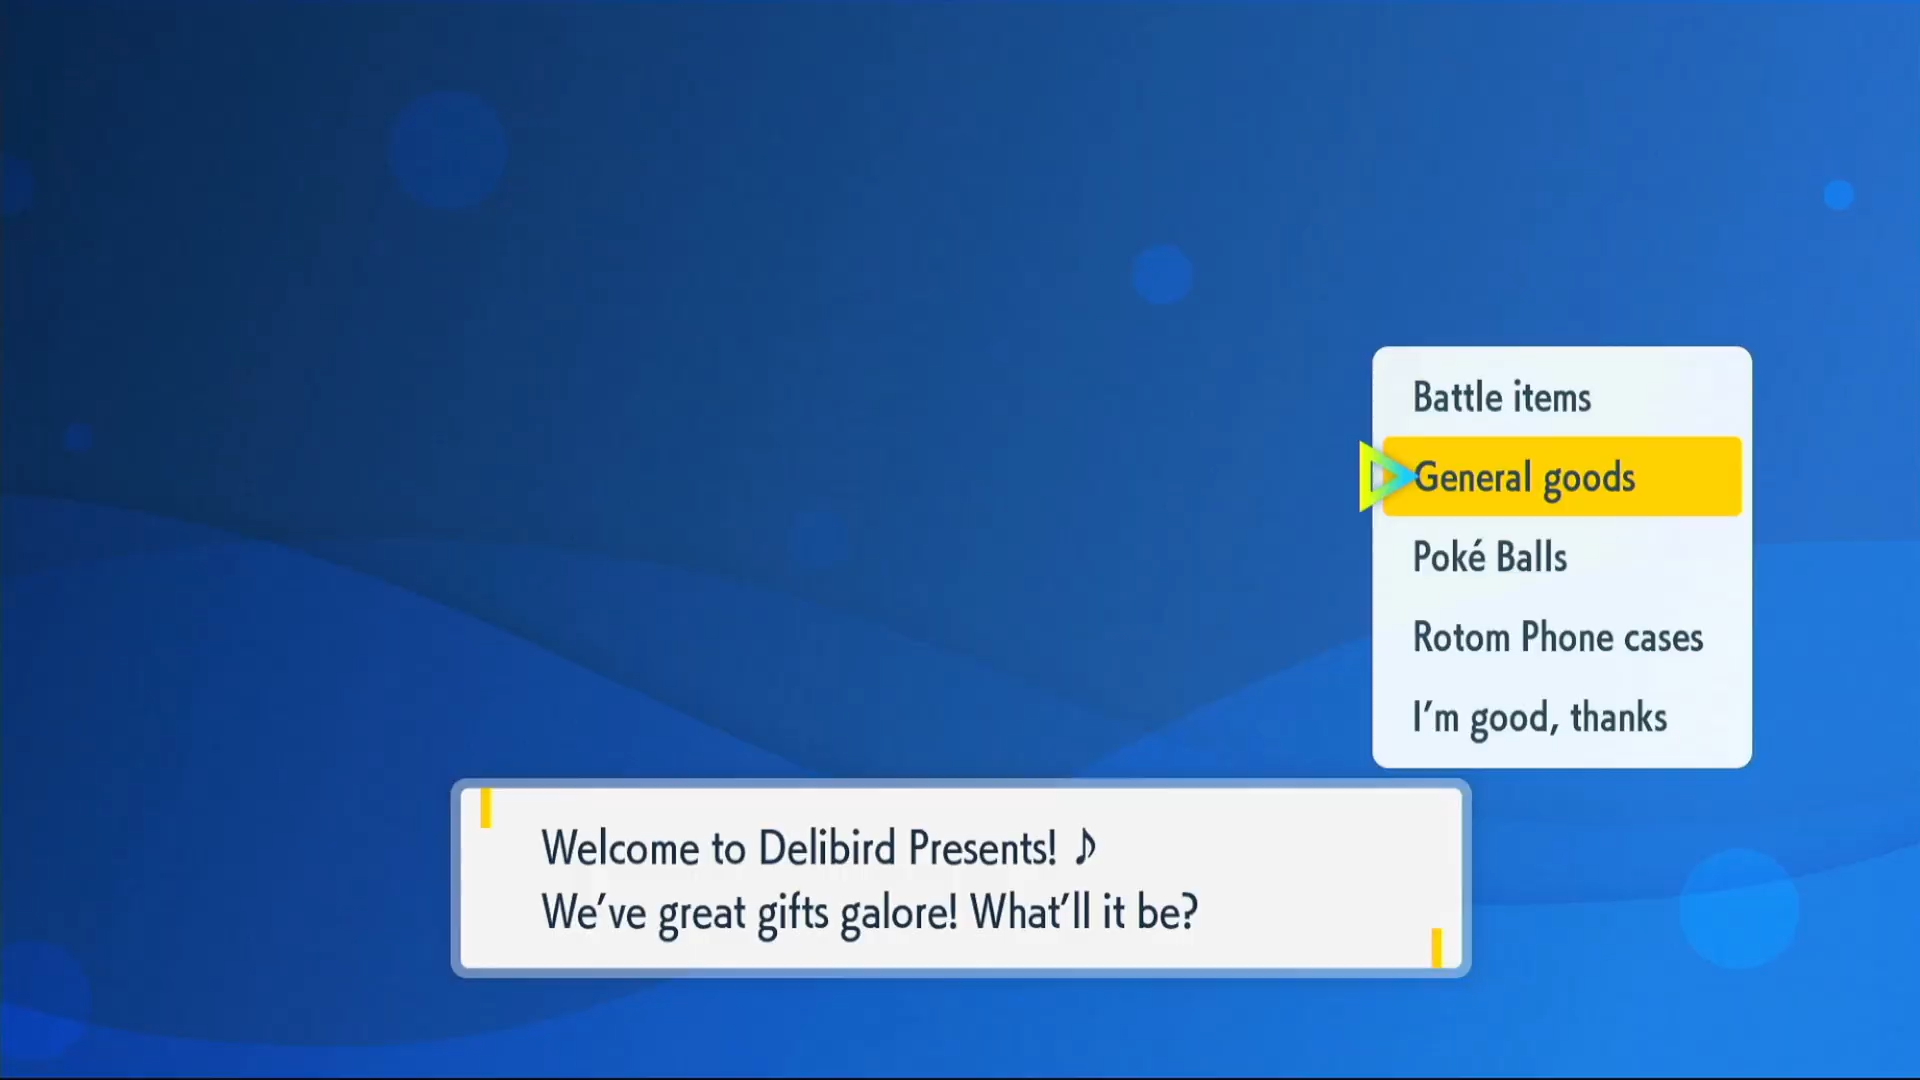 Battle items
General goods
Poké Balls
Rotom Phone cases
I'm good, thanks
Welcome to Delibird Presents! ♪
We've great gifts galore! What'll it be?